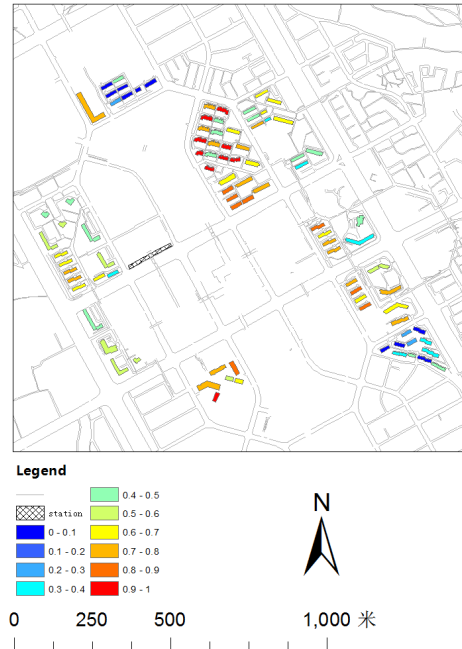 Legend
station
0 - 0.1
0.1 - 0.2
0.2 - 0.3
0.3 - 0.4
0.4 - 0.5
0.5 - 0.6
0.6 - 0.7
0.7 - 0.8
0.8 - 0.9
0.9 - 1
N
0 250 500 1,000 米